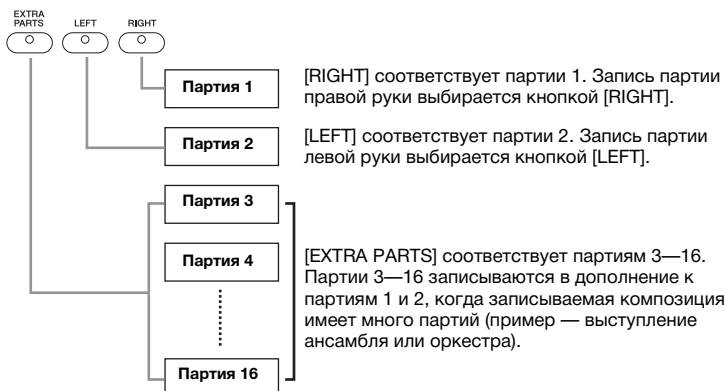 EXTRA
PARTS
LEFT
RIGHT
Партия 1
[RIGHT] соответствует партии 1. Запись партии
правой руки выбирается кнопкой [RIGHT].
Партия 2
[LEFT] соответствует партии 2. Запись партии
левой руки выбирается кнопкой [LEFT].
Партия 3
Партия 4
[EXTRA PARTS] соответствует партиям 3—16.
Партии 3—16 записываются в дополнение к
партиям 1 и 2, когда записываемая композиция
имеет много партий (пример — выступление
ансамбля или оркестра).
Партия 16